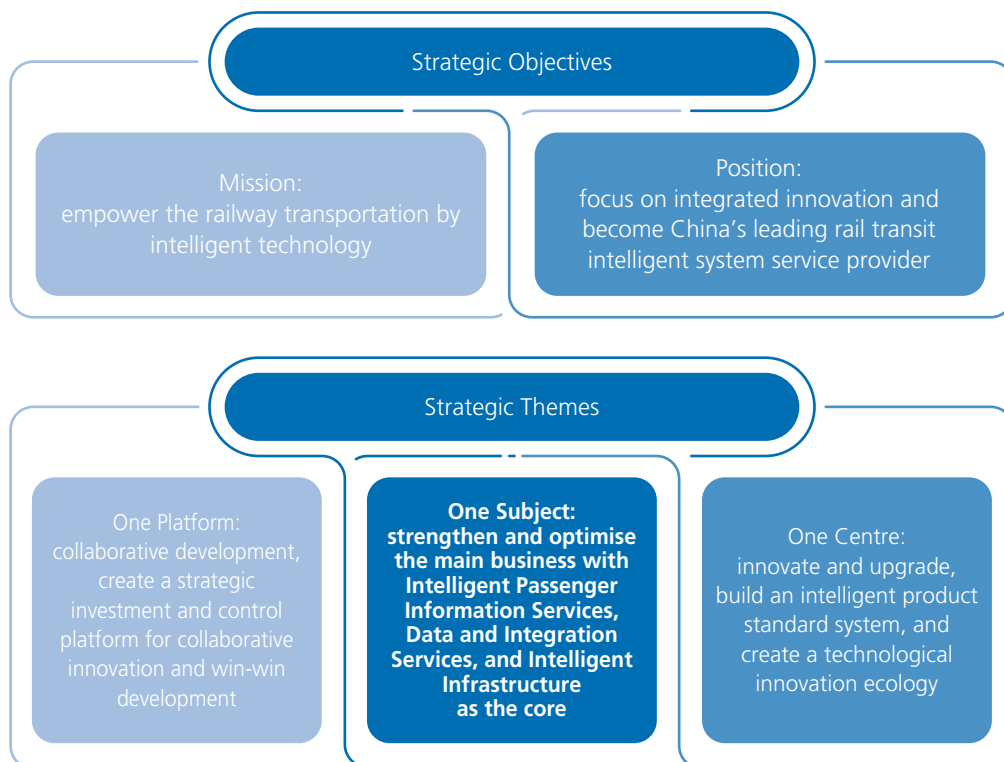 Strategic Objectives
Mission:
empower the railway transportation by
intelligent technology
Position:
focus on integrated innovation and
become China’s leading rail transit
intelligent system service provider
Strategic Themes
One Platform:
collaborative development,
create a strategic
investment and control
platform for collaborative
innovation and win-win
development
One Subject:
strengthen and optimise
the main business with
Intelligent Passenger
Information Services,
Data and Integration
Services, and Intelligent
Infrastructure
as the core
One Centre:
innovate and upgrade,
build an intelligent product
standard system, and
create a technological
innovation ecology